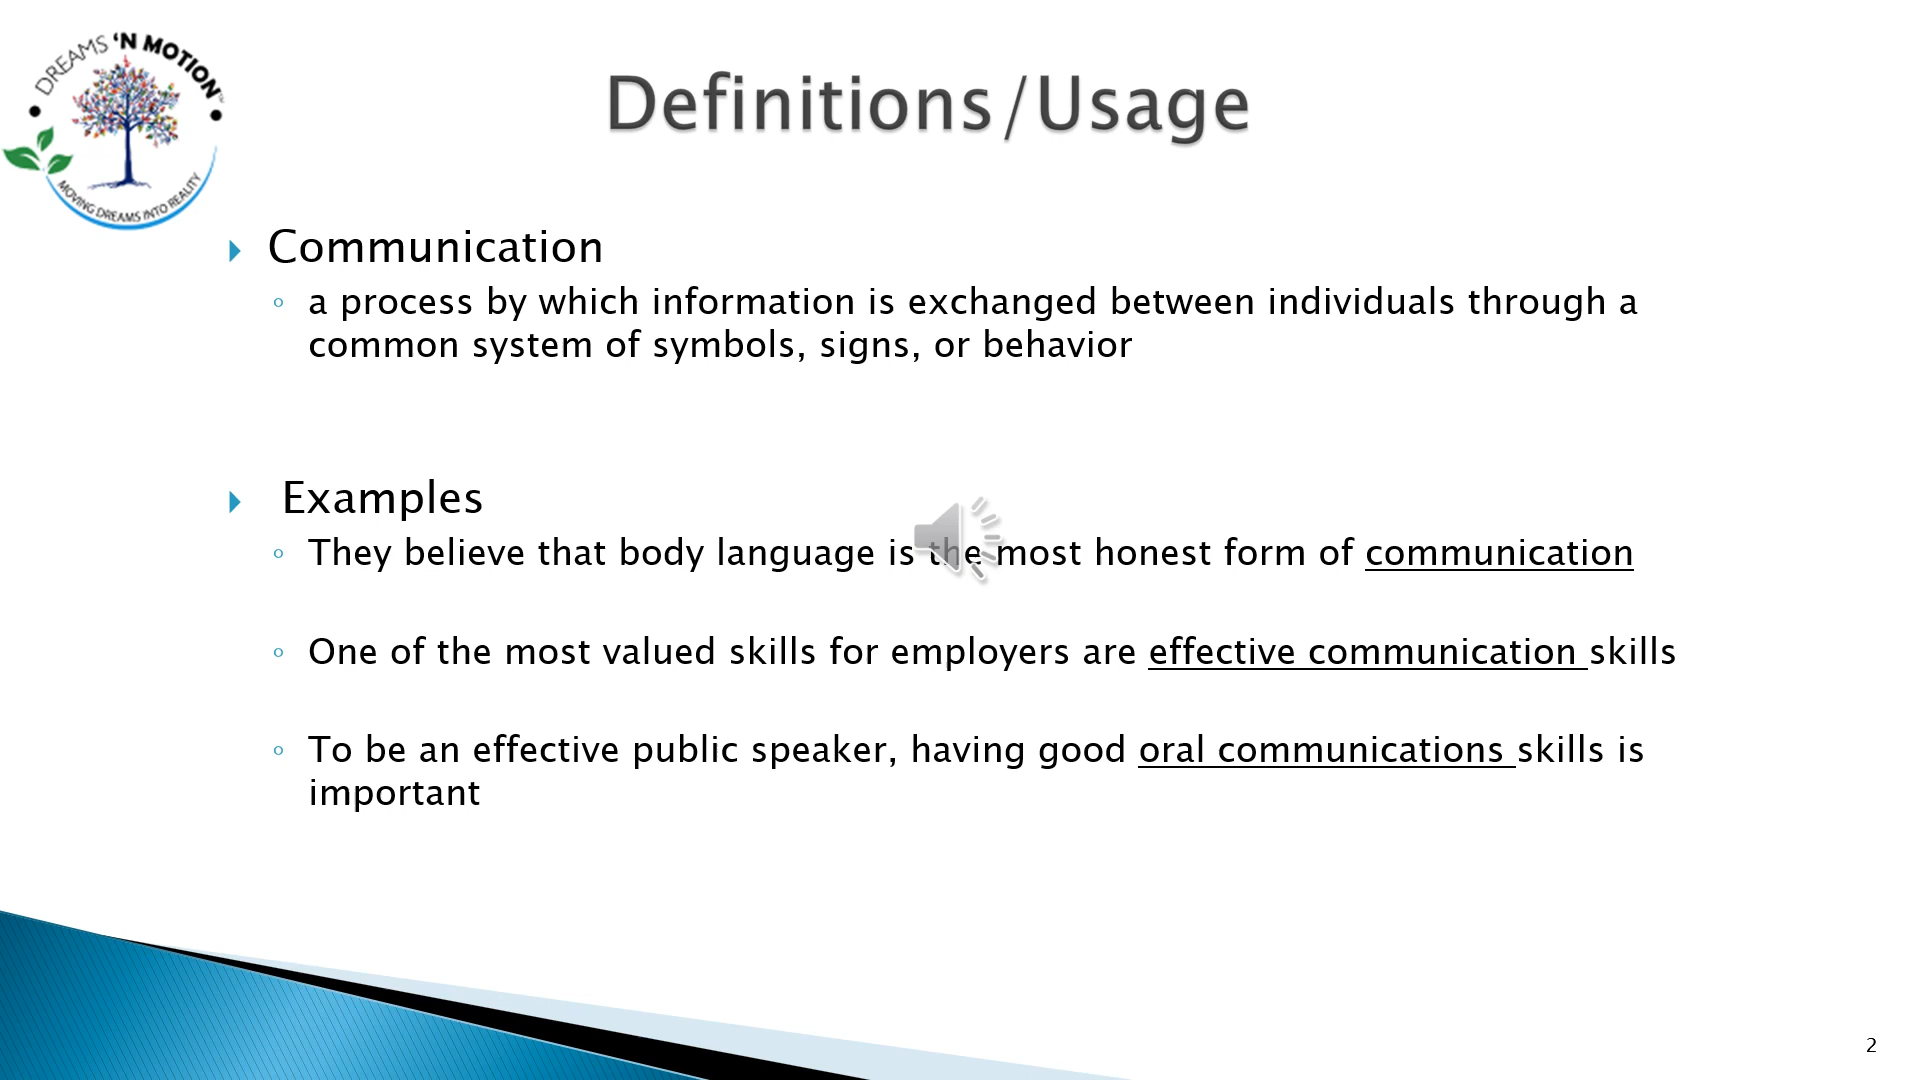 DREAMS ‘N MOTION
MOVING DREAMS INTO REALITY
Definitions/Usage
Communication
a process by which information is exchanged between individuals through a
common system of symbols, signs, or behavior
Examples
They believe that body language is the most honest form of communication
One of the most valued skills for employers are effective communication skills
To be an effective public speaker, having good oral communications skills is
important
2